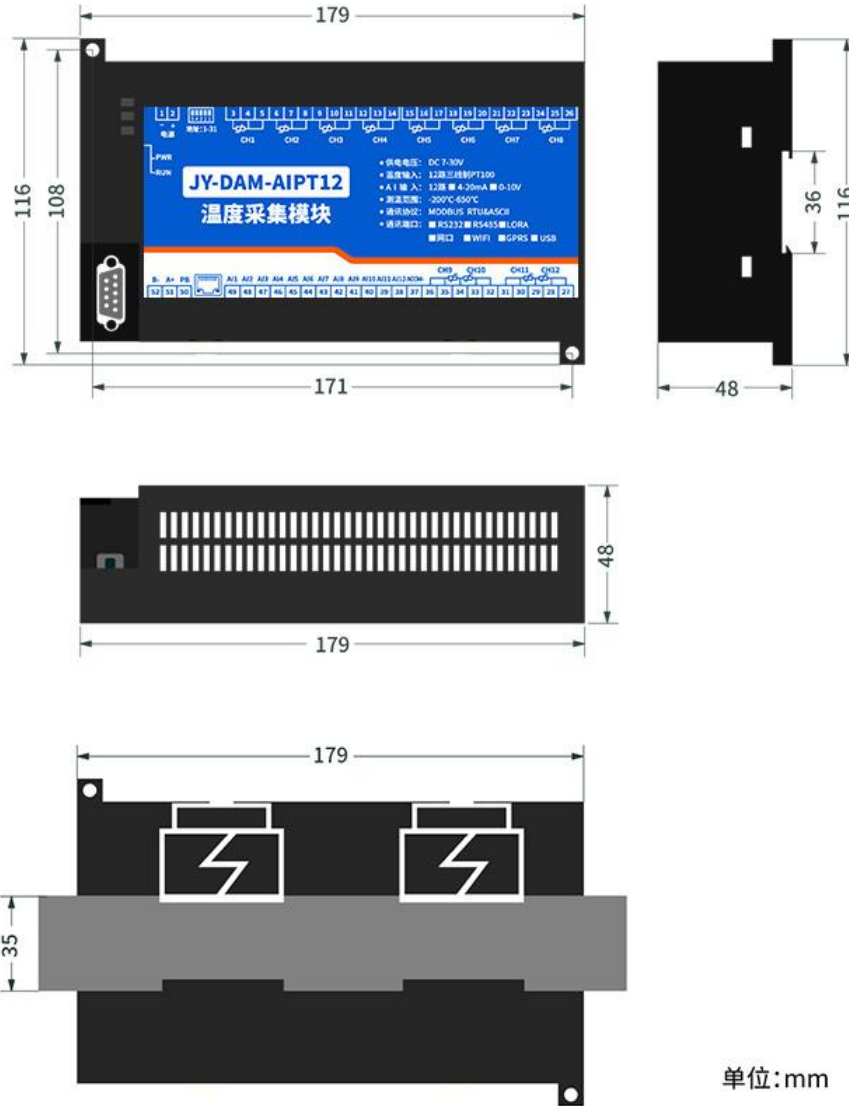 179
1 2
3 4 5 6 7 8 9 10 11 12 13 14 15 16 17 18 19 20 21 22 23 24 25 26
- +
电源
地址:1-31
CH1 CH2 CH3 CH4 CH5 CH6 CH7 CH8
PWR
RUN
JY-DAM-AIPT12
温度采集模块
• 供电电压: DC 7-30V
• 温度输入: 12路三线制PT100
• A I 输 入: 12路 ■ 4-20mA ■ 0-10V
• 测温范围: -200°C-650°C
• 通讯协议: MODBUS RTU&ASCII
• 通讯端口: ■ RS232 ■ RS485 ■ LORA
■ 网口 ■ WIFI ■ GPRS ■ USB
CH9 CH10 CH11 CH12
B- A+ PB AI1 AI2 AI3 AI4 AI5 AI6 AI7 AI8 AI9 AI10 AI11 AI12 ACOM
52 51 50 49 48 47 46 45 44 43 42 41 40 39 38 37 36 35 34 33 32 31 30 29 28 27
116
108
171
36
116
48
48
179
179
35
单位:mm